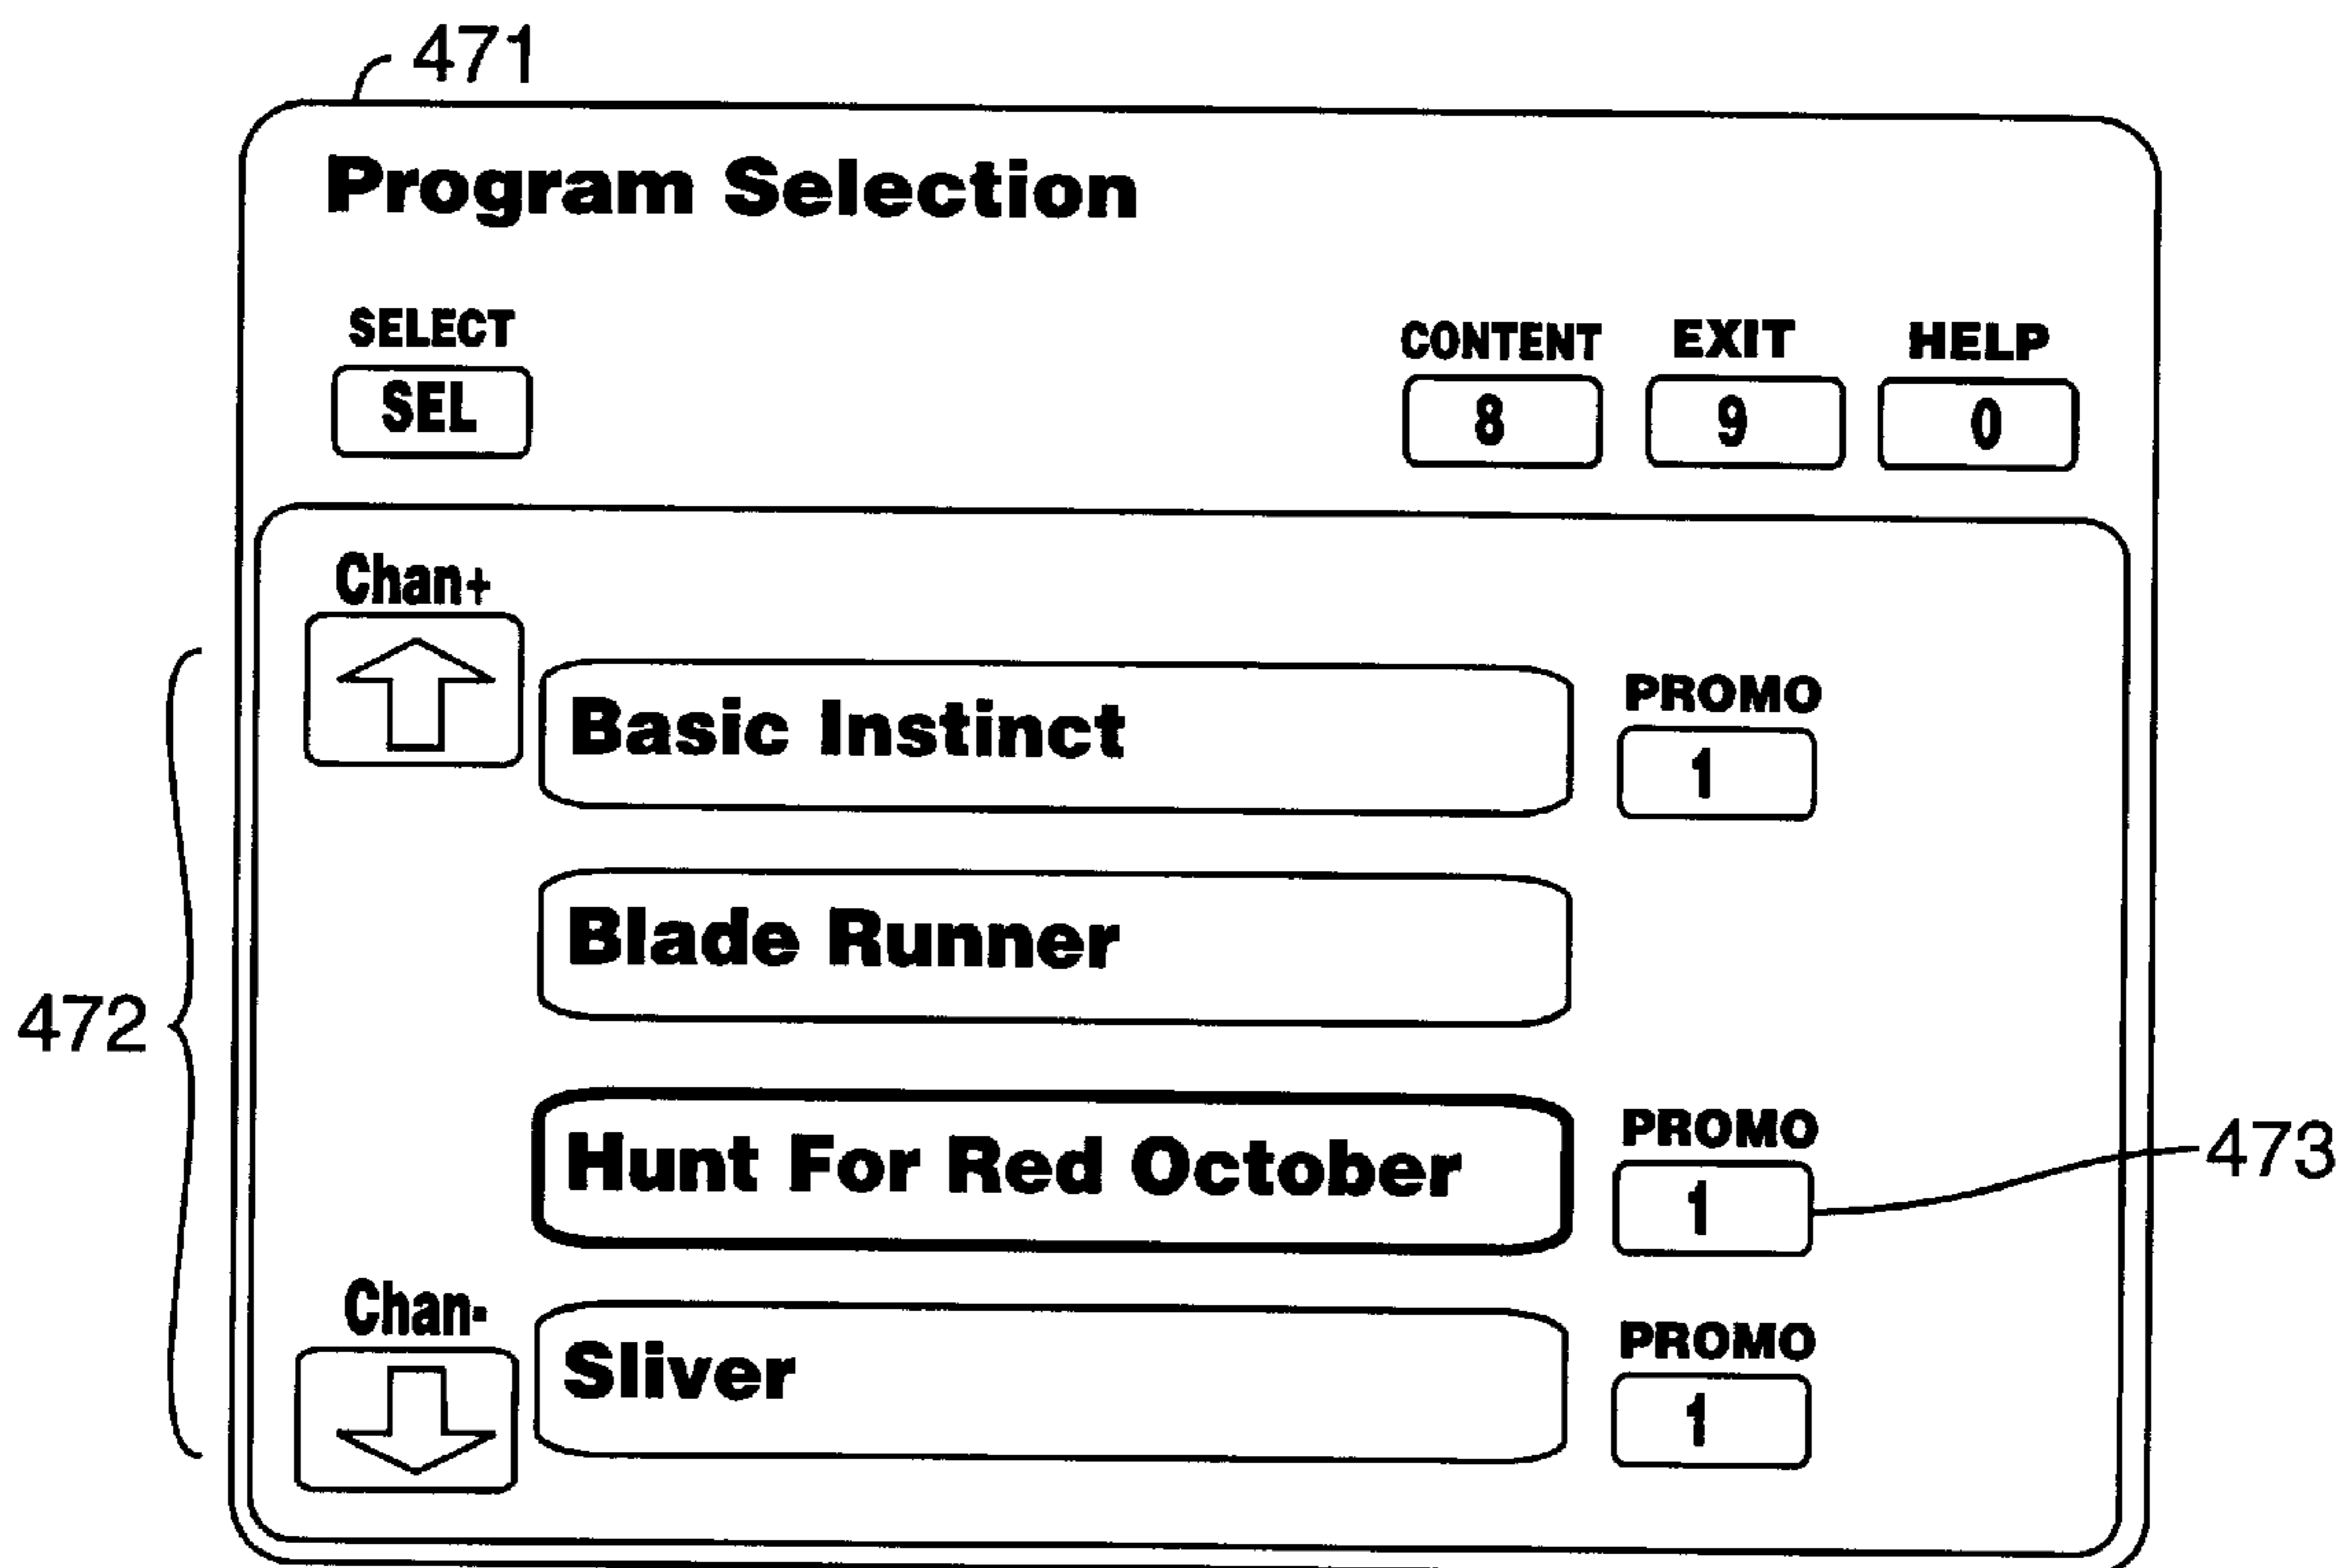 471
Program Selection
SELECT
SEL
CONTENT
8
EXIT
9
HELP
0
Chan+
Basic Instinct
PROMO
1
Blade Runner
472
Hunt For Red October
PROMO
1
473
Chan-
Sliver
PROMO
1